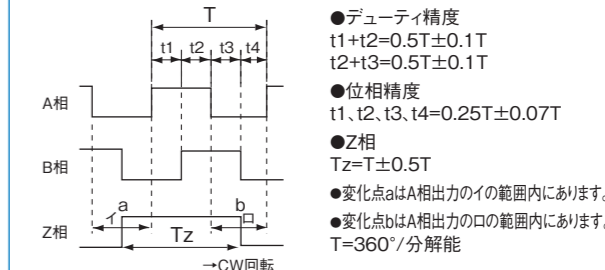 T
t1 t2 t3 t4
A相
B相
Z相
a
イ
b
ロ
Tz
→CW回転
●デューティ精度
t1+t2=0.5T±0.1T
t2+t3=0.5T±0.1T
●位相精度
t1、t2、t3、t4=0.25T±0.07T
●Z相
Tz=T±0.5T
●変化点aはA相出力のイの範囲内にあります。
●変化点bはA相出力のロの範囲内にあります。
T=360°/分解能